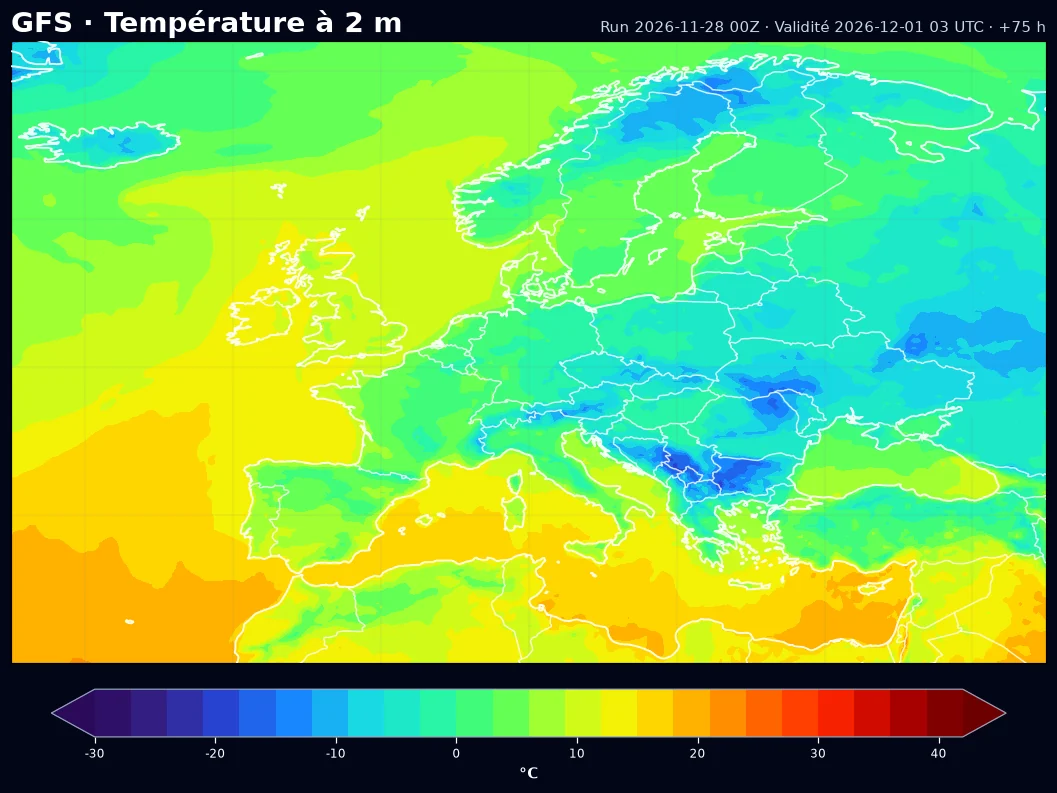 GFS · Température à 2 m
Run 2026-11-28 00Z · Validité 2026-12-01 03 UTC · +75 h
-30 -20 -10 0 10 20 30 40
°C